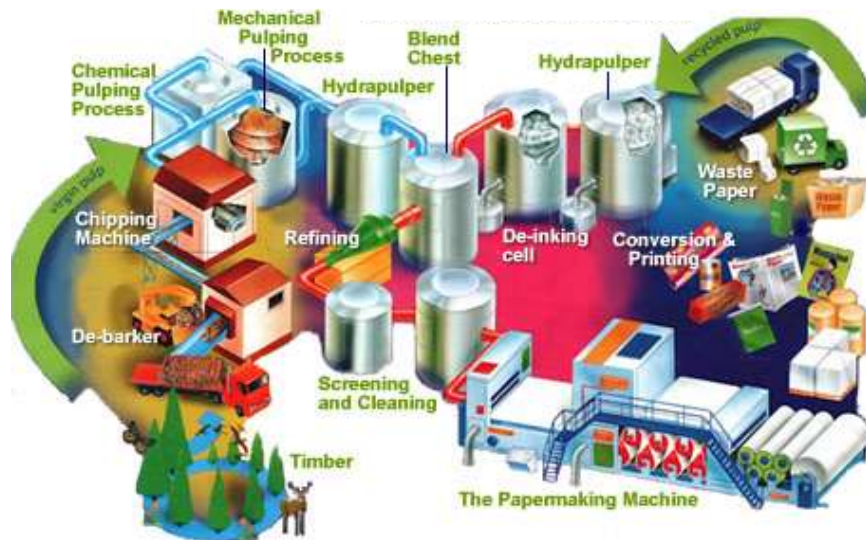 Mechanical
Pulping
Process
Blend
Chest
Chemical
Pulping
Process
Hydrapulper
Hydrapulper
recycled pulp
Waste
Paper
virgin pulp
Chipping
Machine
Refining
De-inking
cell
Conversion &
Printing
De-barker
Screening
and Cleaning
Timber
The Papermaking Machine